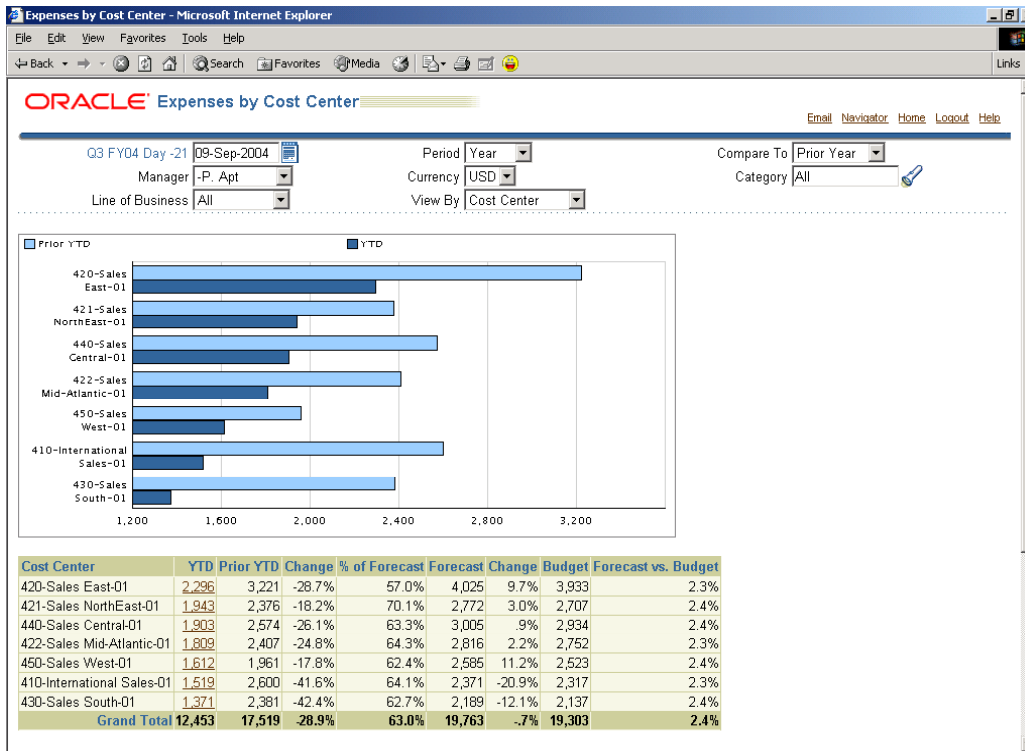 Expenses by Cost Center - Microsoft Internet Explorer
File Edit View Favorites Tools Help
Back Search Favorites Media Links
ORACLE Expenses by Cost Center
Email Navigator Home Logout Help
Q3 FY04 Day -21 09-Sep-2004 Period Year Compare To Prior Year
Manager -P. Apt Currency USD Category All
Line of Business All View By Cost Center
Prior YTD YTD
420-Sales
East-01
421-Sales
NorthEast-01
440-Sales
Central-01
422-Sales
Mid-Atlantic-01
450-Sales
West-01
410-International
Sales-01
430-Sales
South-01
1,200 1,600 2,000 2,400 2,800 3,200
Cost Center YTD Prior YTD Change % of Forecast Forecast Change Budget Forecast vs. Budget
420-Sales East-01 2,296 3,221 -28.7% 57.0% 4,025 9.7% 3,933 2.3%
421-Sales NorthEast-01 1,943 2,376 -18.2% 70.1% 2,772 3.0% 2,707 2.4%
440-Sales Central-01 1,903 2,574 -26.1% 63.3% 3,005 .9% 2,934 2.4%
422-Sales Mid-Atlantic-01 1,809 2,407 -24.8% 64.3% 2,816 2.2% 2,752 2.3%
450-Sales West-01 1,612 1,961 -17.8% 62.4% 2,585 11.2% 2,523 2.4%
410-International Sales-01 1,519 2,600 -41.6% 64.1% 2,371 -20.9% 2,317 2.3%
430-Sales South-01 1,371 2,381 -42.4% 62.7% 2,189 -12.1% 2,137 2.4%
Grand Total 12,453 17,519 -28.9% 63.0% 19,763 -.7% 19,303 2.4%